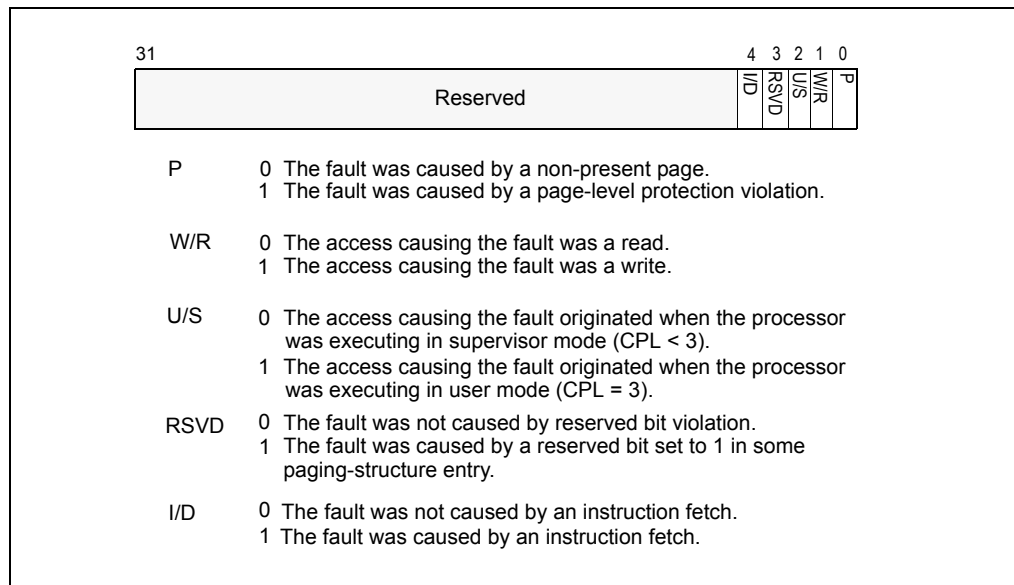 31 4 3 2 1 0
Reserved I/D RSVD U/S W/R P
P 0 The fault was caused by a non-present page.
1 The fault was caused by a page-level protection violation.
W/R 0 The access causing the fault was a read.
1 The access causing the fault was a write.
U/S 0 The access causing the fault originated when the processor
was executing in supervisor mode (CPL < 3).
1 The access causing the fault originated when the processor
was executing in user mode (CPL = 3).
RSVD 0 The fault was not caused by reserved bit violation.
1 The fault was caused by a reserved bit set to 1 in some
paging-structure entry.
I/D 0 The fault was not caused by an instruction fetch.
1 The fault was caused by an instruction fetch.